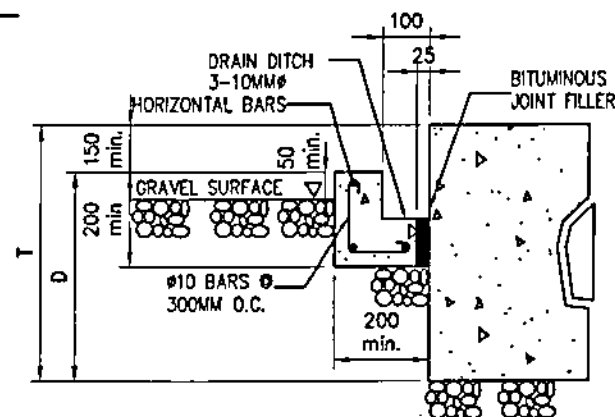 100
25
DRAIN DITCH
3-10MMø
HORIZONTAL BARS
BITUMINOUS
JOINT FILLER
150
min.
50
min.
GRAVEL SURFACE
200
min
T
D
ø10 BARS @
300MM O.C.
200
min.